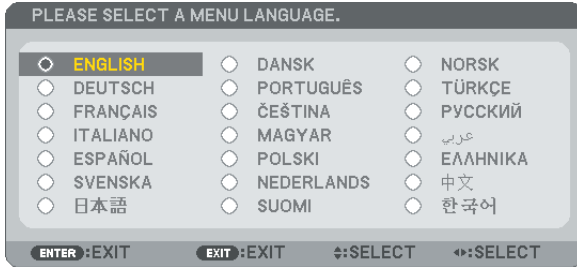 PLEASE SELECT A MENU LANGUAGE.
ENGLISH DANSK NORSK
DEUTSCH PORTUGUÊS TÜRKÇE
FRANÇAIS ČEŠTINA РУССКИЙ
ITALIANO MAGYAR عربي
ESPAÑOL POLSKI ΕΛΛΗΝΙΚΑ
SVENSKA NEDERLANDS 中文
日本語 SUOMI 한국어
ENTER :EXIT EXIT :EXIT :SELECT :SELECT